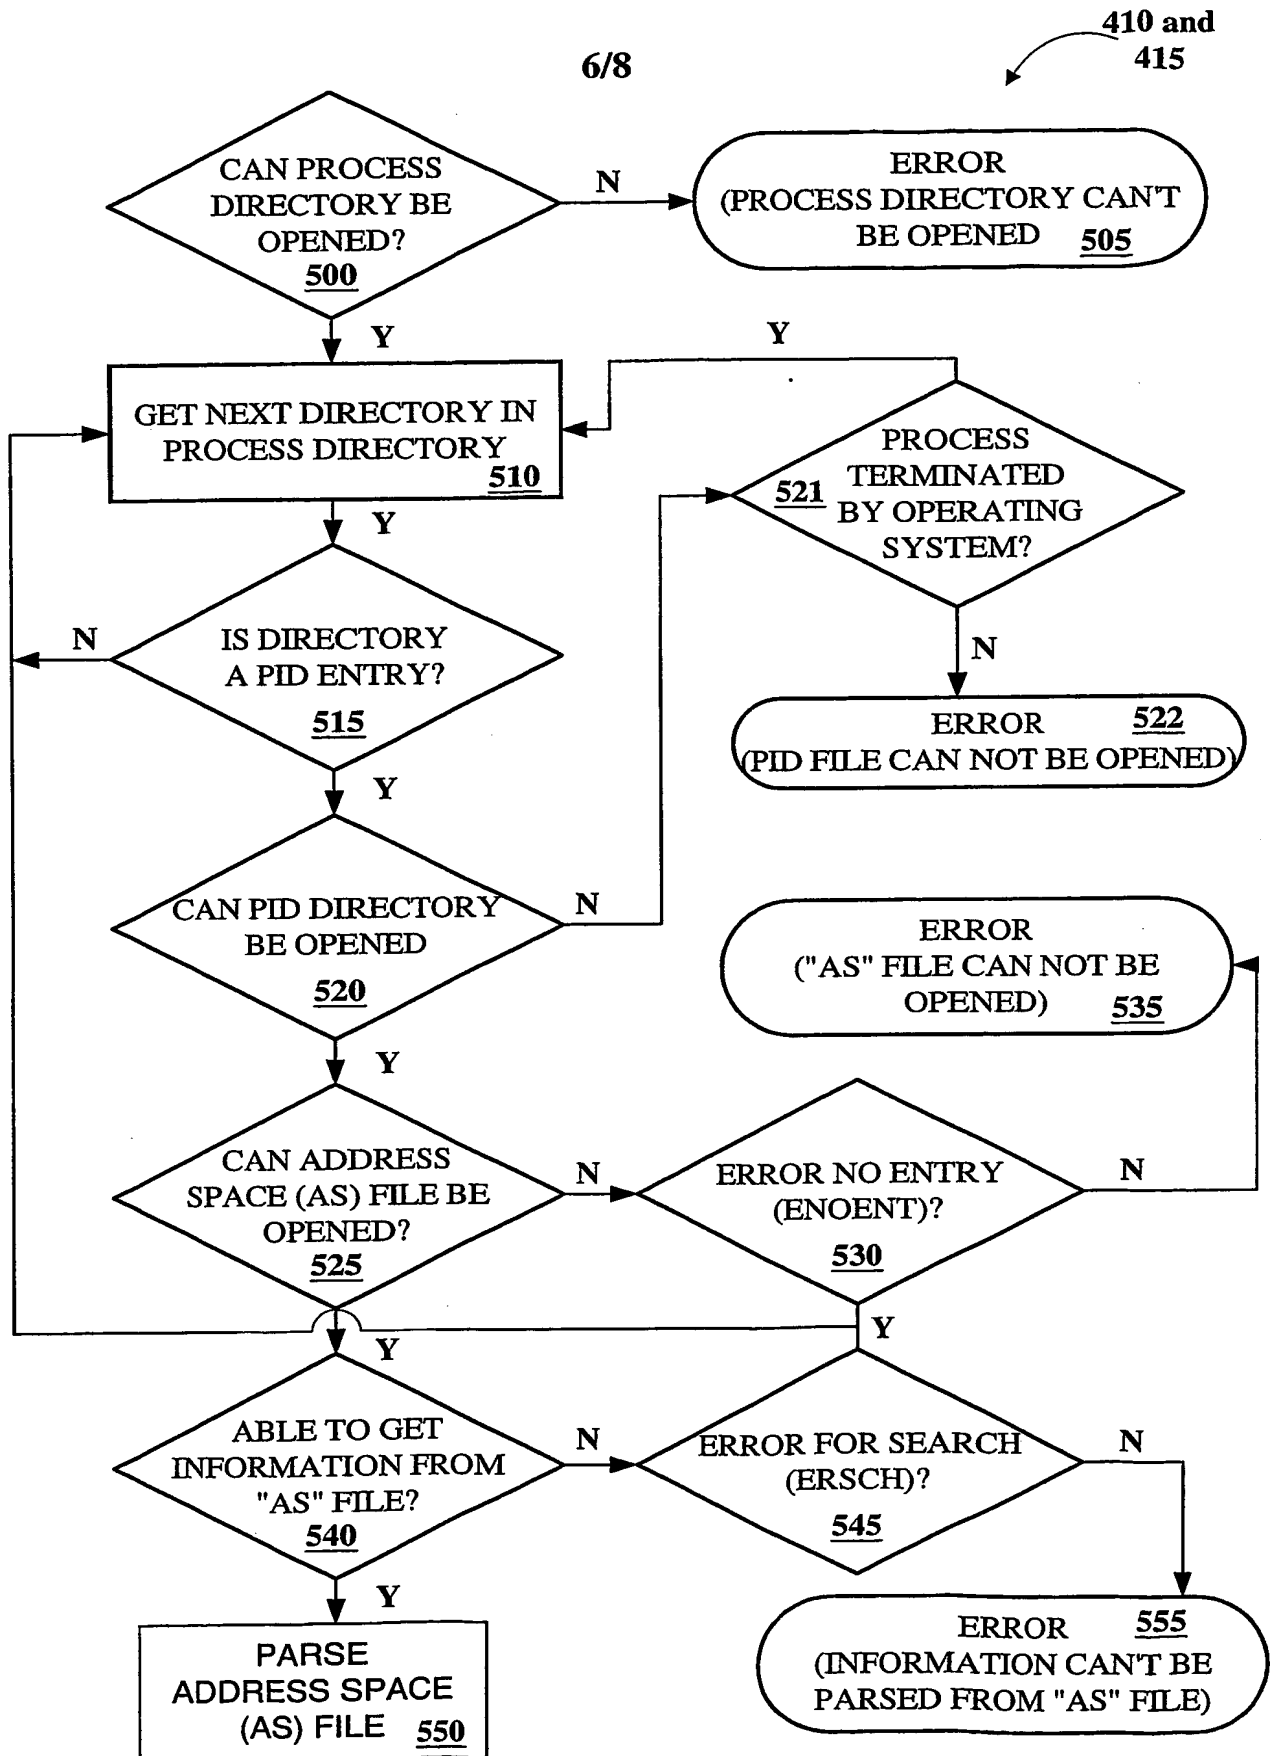 410 and
415
6/8
CAN PROCESS
DIRECTORY BE
OPENED?
500
N
ERROR
(PROCESS DIRECTORY CAN'T
BE OPENED 505
Y
Y
GET NEXT DIRECTORY IN
PROCESS DIRECTORY
510
PROCESS
TERMINATED
521
BY OPERATING
SYSTEM?
Y
N
IS DIRECTORY
A PID ENTRY?
515
N
ERROR 522
(PID FILE CAN NOT BE OPENED)
Y
CAN PID DIRECTORY
BE OPENED
520
N
ERROR
("AS" FILE CAN NOT BE
OPENED) 535
Y
CAN ADDRESS
SPACE (AS) FILE BE
OPENED?
525
N
ERROR NO ENTRY
(ENOENT)?
530
N
Y
Y
ABLE TO GET
INFORMATION FROM
"AS" FILE?
540
N
ERROR FOR SEARCH
(ERSCH)?
545
N
Y
PARSE
ADDRESS SPACE
(AS) FILE 550
ERROR 555
(INFORMATION CAN'T BE
PARSED FROM "AS" FILE)